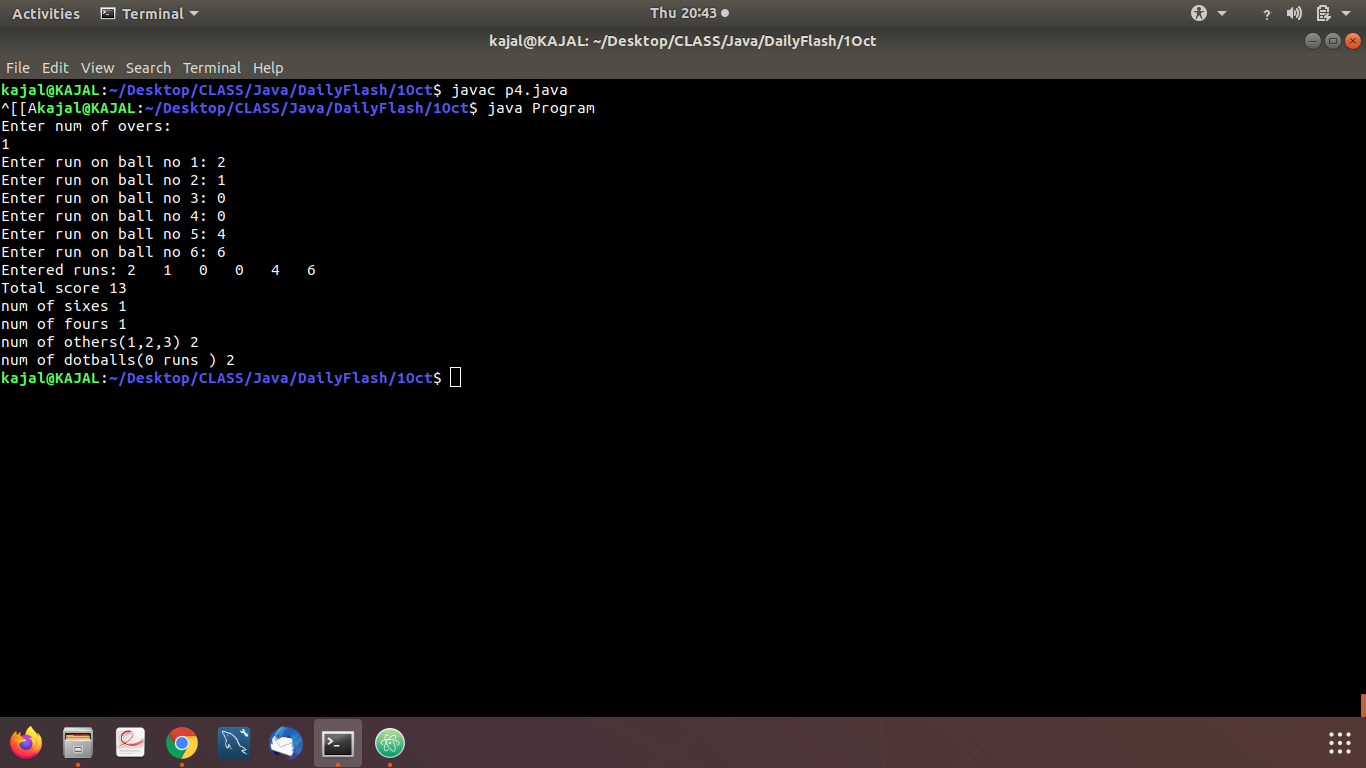 Activities Terminal Thu 20:43
kajal@KAJAL: ~/Desktop/CLASS/Java/DailyFlash/1Oct
File Edit View Search Terminal Help
kajal@KAJAL:~/Desktop/CLASS/Java/DailyFlash/1Oct$ javac p4.java
^[[Akajal@KAJAL:~/Desktop/CLASS/Java/DailyFlash/1Oct$ java Program
Enter num of overs:
1
Enter run on ball no 1: 2
Enter run on ball no 2: 1
Enter run on ball no 3: 0
Enter run on ball no 4: 0
Enter run on ball no 5: 4
Enter run on ball no 6: 6
Entered runs: 2   1   0   0   4   6
Total score 13
num of sixes 1
num of fours 1
num of others(1,2,3) 2
num of dotballs(0 runs ) 2
kajal@KAJAL:~/Desktop/CLASS/Java/DailyFlash/1Oct$